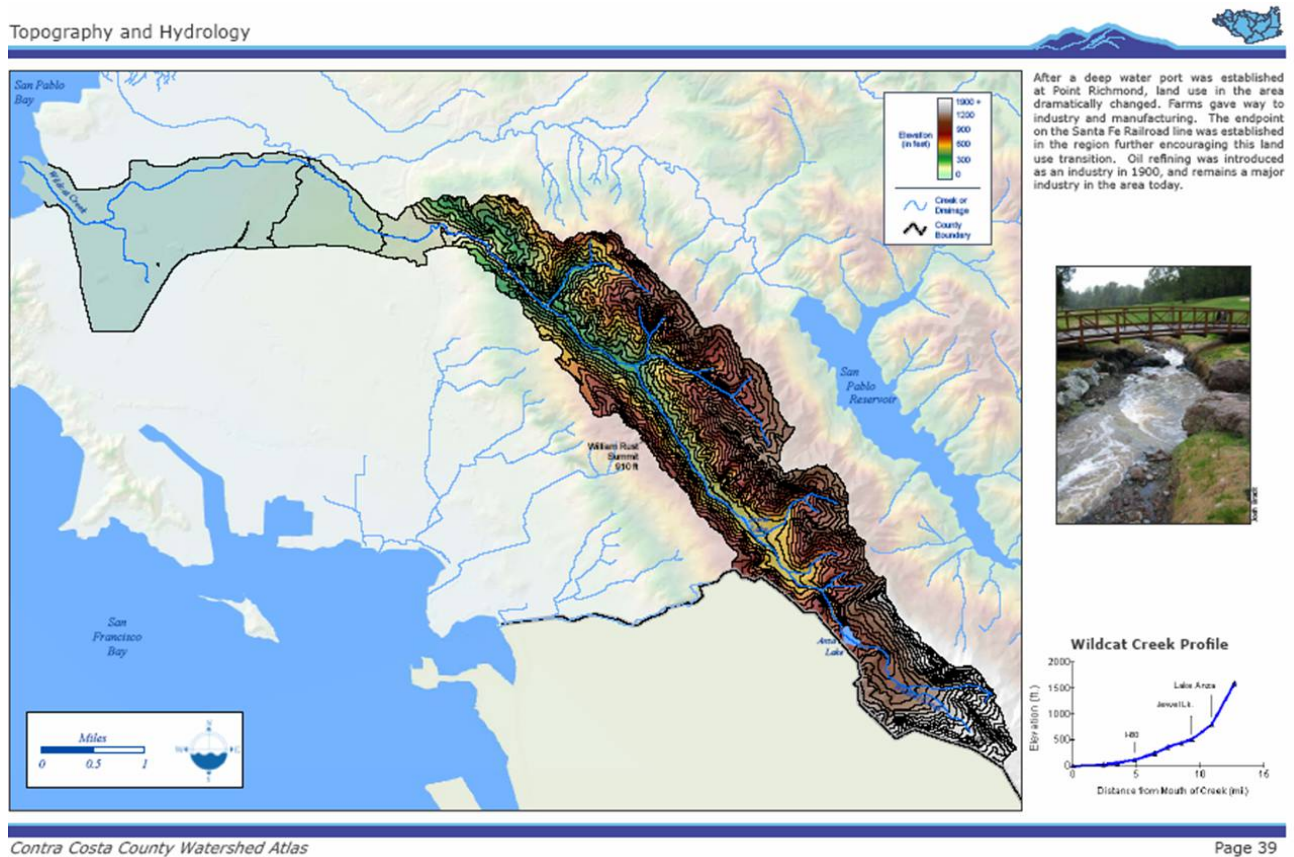 Topography and Hydrology
San Pablo
Bay
Wildcat Creek
1900 +
1200
900
600
300
0
Elevation
(in feet)
Creek or
Drainage
County
Boundary
After a deep water port was established
at Point Richmond, land use in the area
dramatically changed. Farms gave way to
industry and manufacturing. The endpoint
on the Santa Fe Railroad line was established
in the region further encouraging this land
use transition. Oil refining was introduced
as an industry in 1900, and remains a major
industry in the area today.
San
Pablo
Reservoir
William Rust
Summit
910 ft
San
Francisco
Bay
Anza
Lake
Miles
0 0.5 1
N
W E
S
Josh Bradt
Wildcat Creek Profile
2000
1500
1000
500
0
Elevation (ft.)
I-80
Jewel Lk.
Lake Anza
0 5 10 15
Distance from Mouth of Creek (mi.)
Contra Costa County Watershed Atlas
Page 39